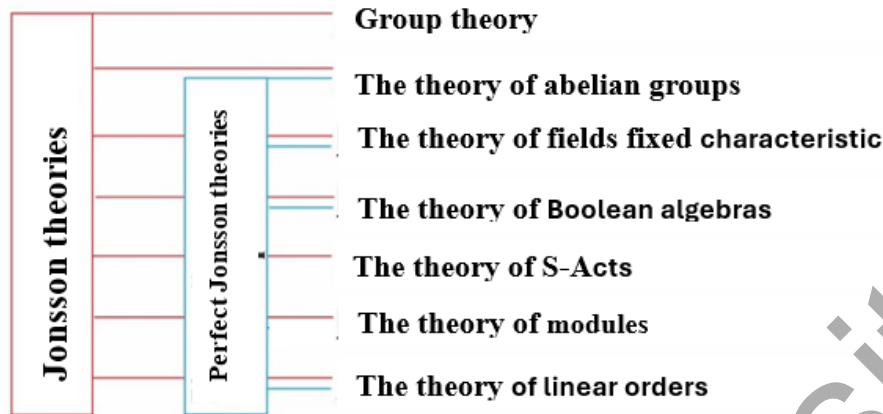 Group theory
The theory of abelian groups
The theory of fields fixed characteristic
The theory of Boolean algebras
The theory of S-Acts
The theory of modules
The theory of linear orders
Jonsson theories
Perfect Jonsson theories